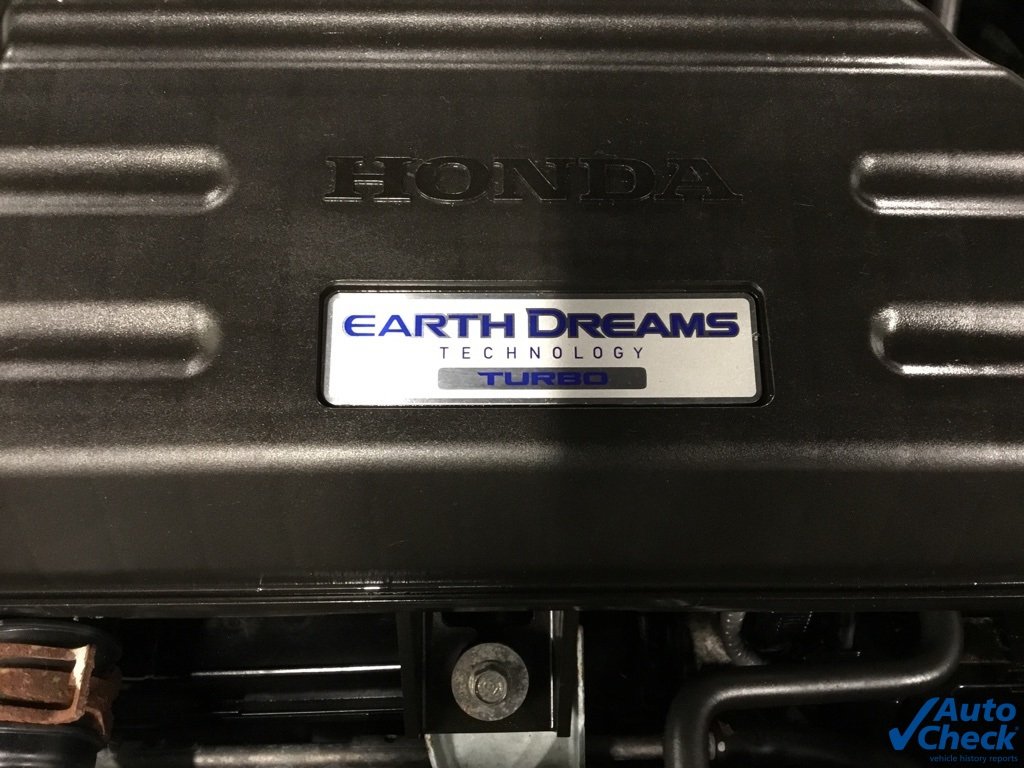 HONDA
EARTH DREAMS
TECHNOLOGY
TURBO
Auto
Check
vehicle history reports